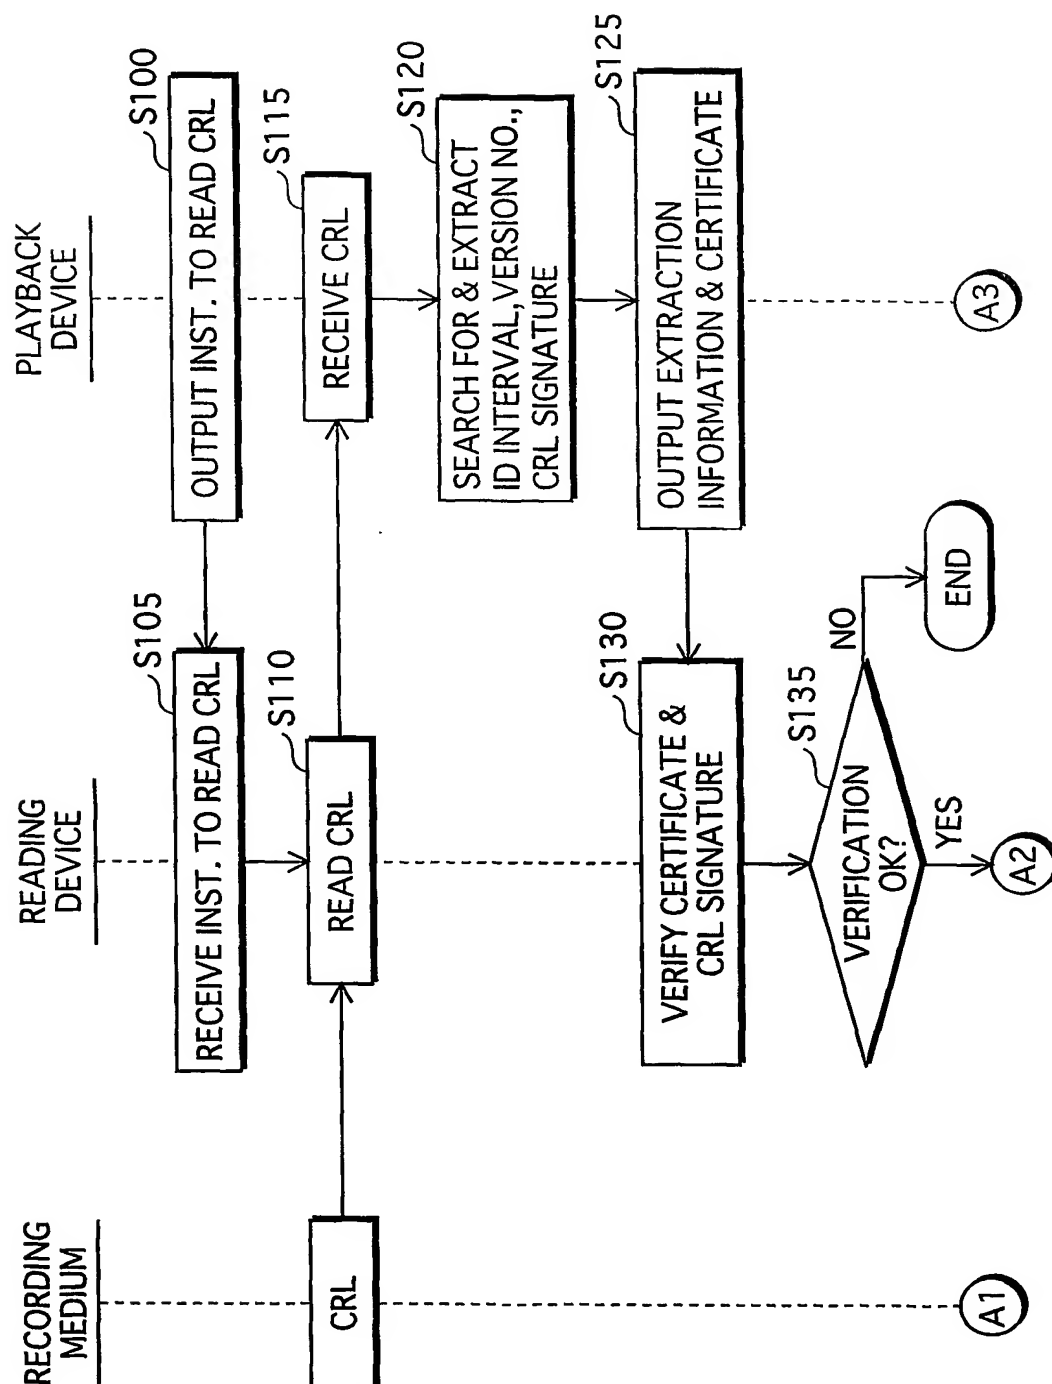 RECORDING
MEDIUM
READING
DEVICE
PLAYBACK
DEVICE
S100
OUTPUT INST. TO READ CRL
S105
RECEIVE INST. TO READ CRL
CRL
S110
READ CRL
S115
RECEIVE CRL
S120
SEARCH FOR & EXTRACT
ID INTERVAL, VERSION NO.,
CRL SIGNATURE
S125
OUTPUT EXTRACTION
INFORMATION & CERTIFICATE
S130
VERIFY CERTIFICATE &
CRL SIGNATURE
S135
VERIFICATION
OK?
NO
END
YES
A1
A2
A3